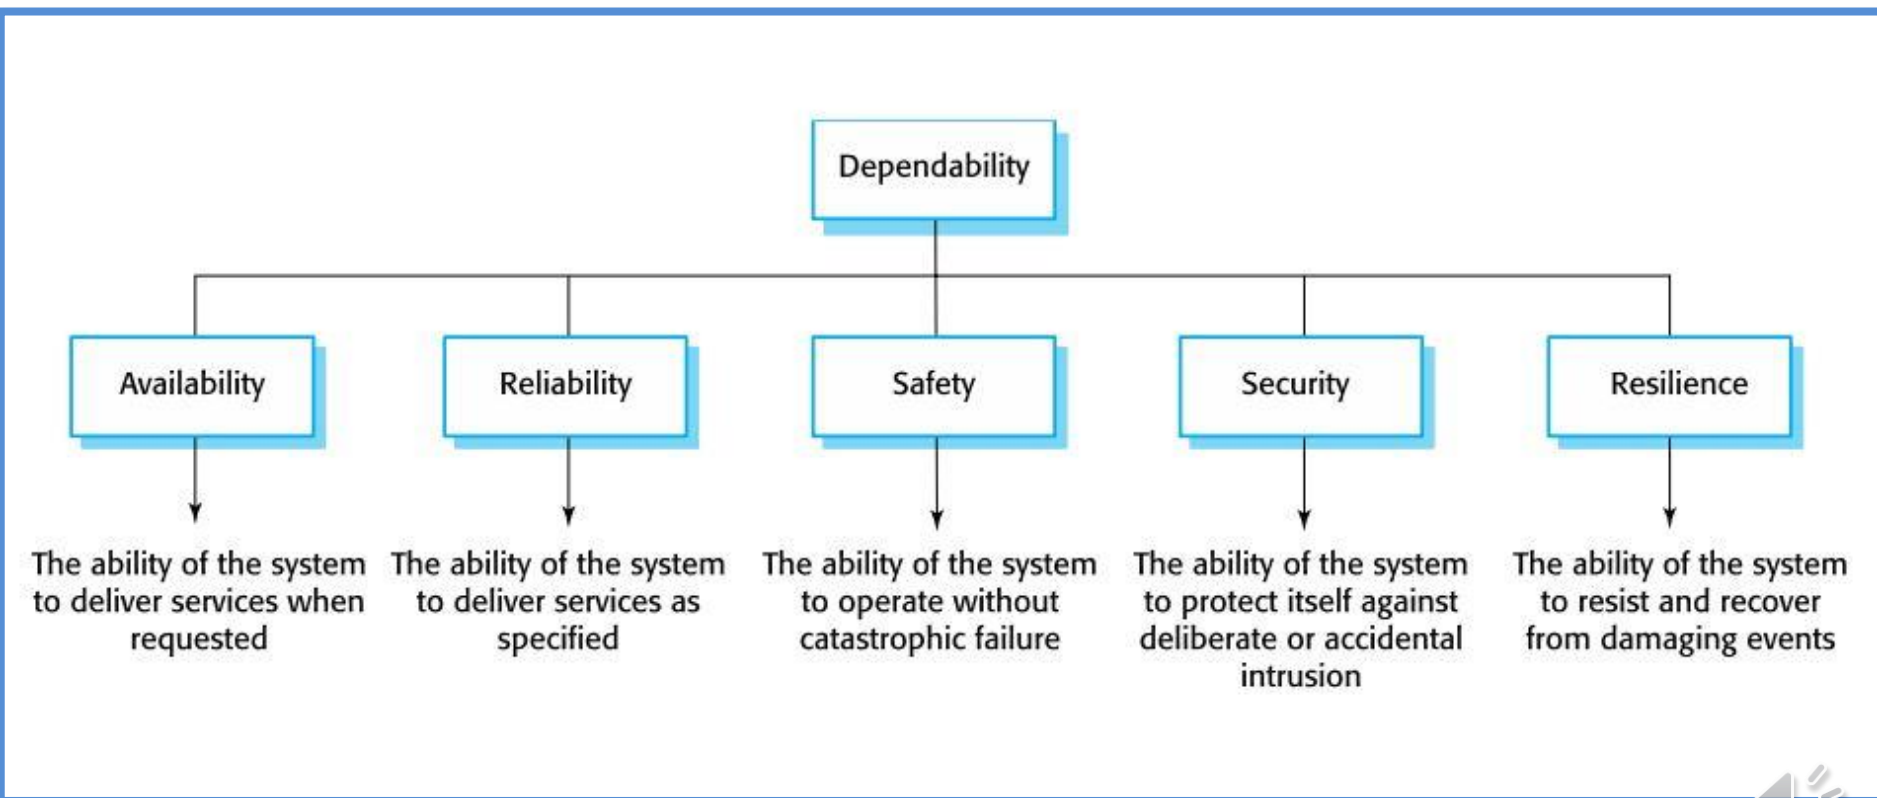 Dependability
Availability
Reliability
Safety
Security
Resilience
The ability of the system
to deliver services when
requested
The ability of the system
to deliver services as
specified
The ability of the system
to operate without
catastrophic failure
The ability of the system
to protect itself against
deliberate or accidental
intrusion
The ability of the system
to resist and recover
from damaging events